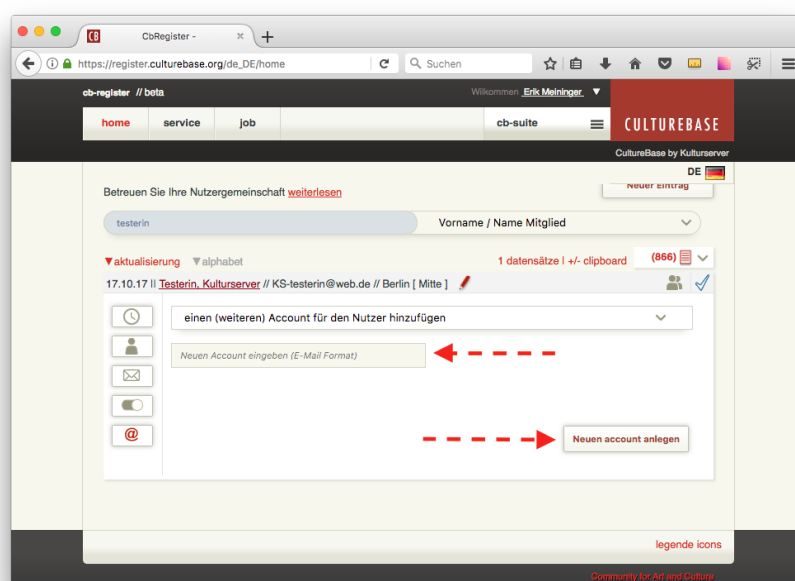 CB CbRegister -
https://register.culturebase.org/de_DE/home
Suchen
cb-register // beta
Wilkommen Erik Meininger
home service job cb-suite
CULTUREBASE
CultureBase by Kulturserver
DE
Betreuen Sie Ihre Nutzergemeinschaft weiterlesen
Neuer Eintrag
testerin
Vorname / Name Mitglied
aktualisierung alphabet
1 datensätze I +/- clipboard
(866)
17.10.17 II Testerin, Kulturserver // KS-testerin@web.de // Berlin [ Mitte ]
einen (weiteren) Account für den Nutzer hinzufügen
Neuen Account eingeben (E-Mail Format)
@
Neuen account anlegen
legende icons
Community for Art and Culture